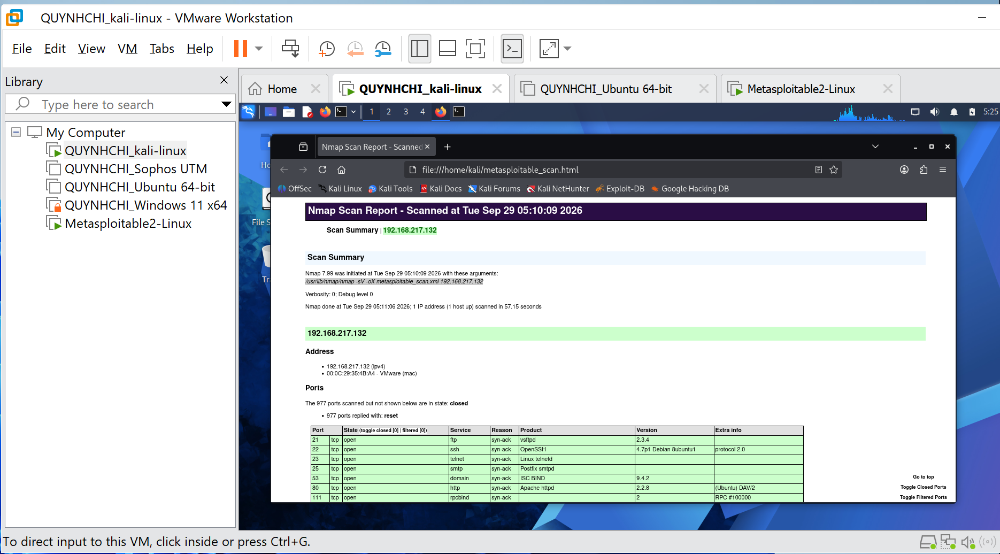 QUYNHCHI_kali-linux - VMware Workstation
File Edit View VM Tabs Help
Library
Type here to search
My Computer
QUYNHCHI_kali-linux
QUYNHCHI_Sophos UTM
QUYNHCHI_Ubuntu 64-bit
QUYNHCHI_Windows 11 x64
Metasploitable2-Linux
Home QUYNHCHI_kali-linux QUYNHCHI_Ubuntu 64-bit Metasploitable2-Linux
1 2 3 4 5:25
Ho
File S
Tr
Nmap Scan Report - Scanned
file:///home/kali/metasploitable_scan.html
OffSec Kali Linux Kali Tools Kali Docs Kali Forums Kali NetHunter Exploit-DB Google Hacking DB
Nmap Scan Report - Scanned at Tue Sep 29 05:10:09 2026
Scan Summary | 192.168.217.132
Scan Summary
Nmap 7.99 was initiated at Tue Sep 29 05:10:09 2026 with these arguments:
/usr/lib/nmap/nmap -sV -oX metasploitable_scan.xml 192.168.217.132
Verbosity: 0; Debug level 0
Nmap done at Tue Sep 29 05:11:06 2026; 1 IP address (1 host up) scanned in 57.15 seconds
192.168.217.132
Address
• 192.168.217.132 (ipv4)
• 00:0C:29:35:4B:A4 - VMware (mac)
Ports
The 977 ports scanned but not shown below are in state: closed
• 977 ports replied with: reset
Port State (toggle closed [0] | filtered [0]) Service Reason Product Version Extra info
21 tcp open ftp syn-ack vsftpd 2.3.4
22 tcp open ssh syn-ack OpenSSH 4.7p1 Debian 8ubuntu1 protocol 2.0
23 tcp open telnet syn-ack Linux telnetd
25 tcp open smtp syn-ack Postfix smtpd
53 tcp open domain syn-ack ISC BIND 9.4.2
80 tcp open http syn-ack Apache httpd 2.2.8 (Ubuntu) DAV/2
111 tcp open rpcbind syn-ack 2 RPC #100000
Go to top
Toggle Closed Ports
Toggle Filtered Ports
To direct input to this VM, click inside or press Ctrl+G.